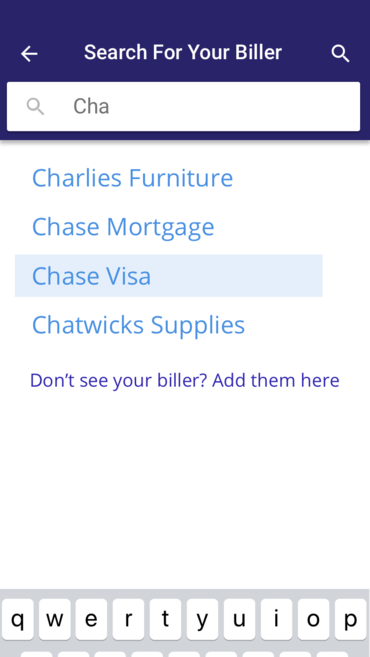 Search For Your Biller
Cha
Charlies Furniture
Chase Mortgage
Chase Visa
Chatwicks Supplies
Don’t see your biller? Add them here
q w e r t y u i o p